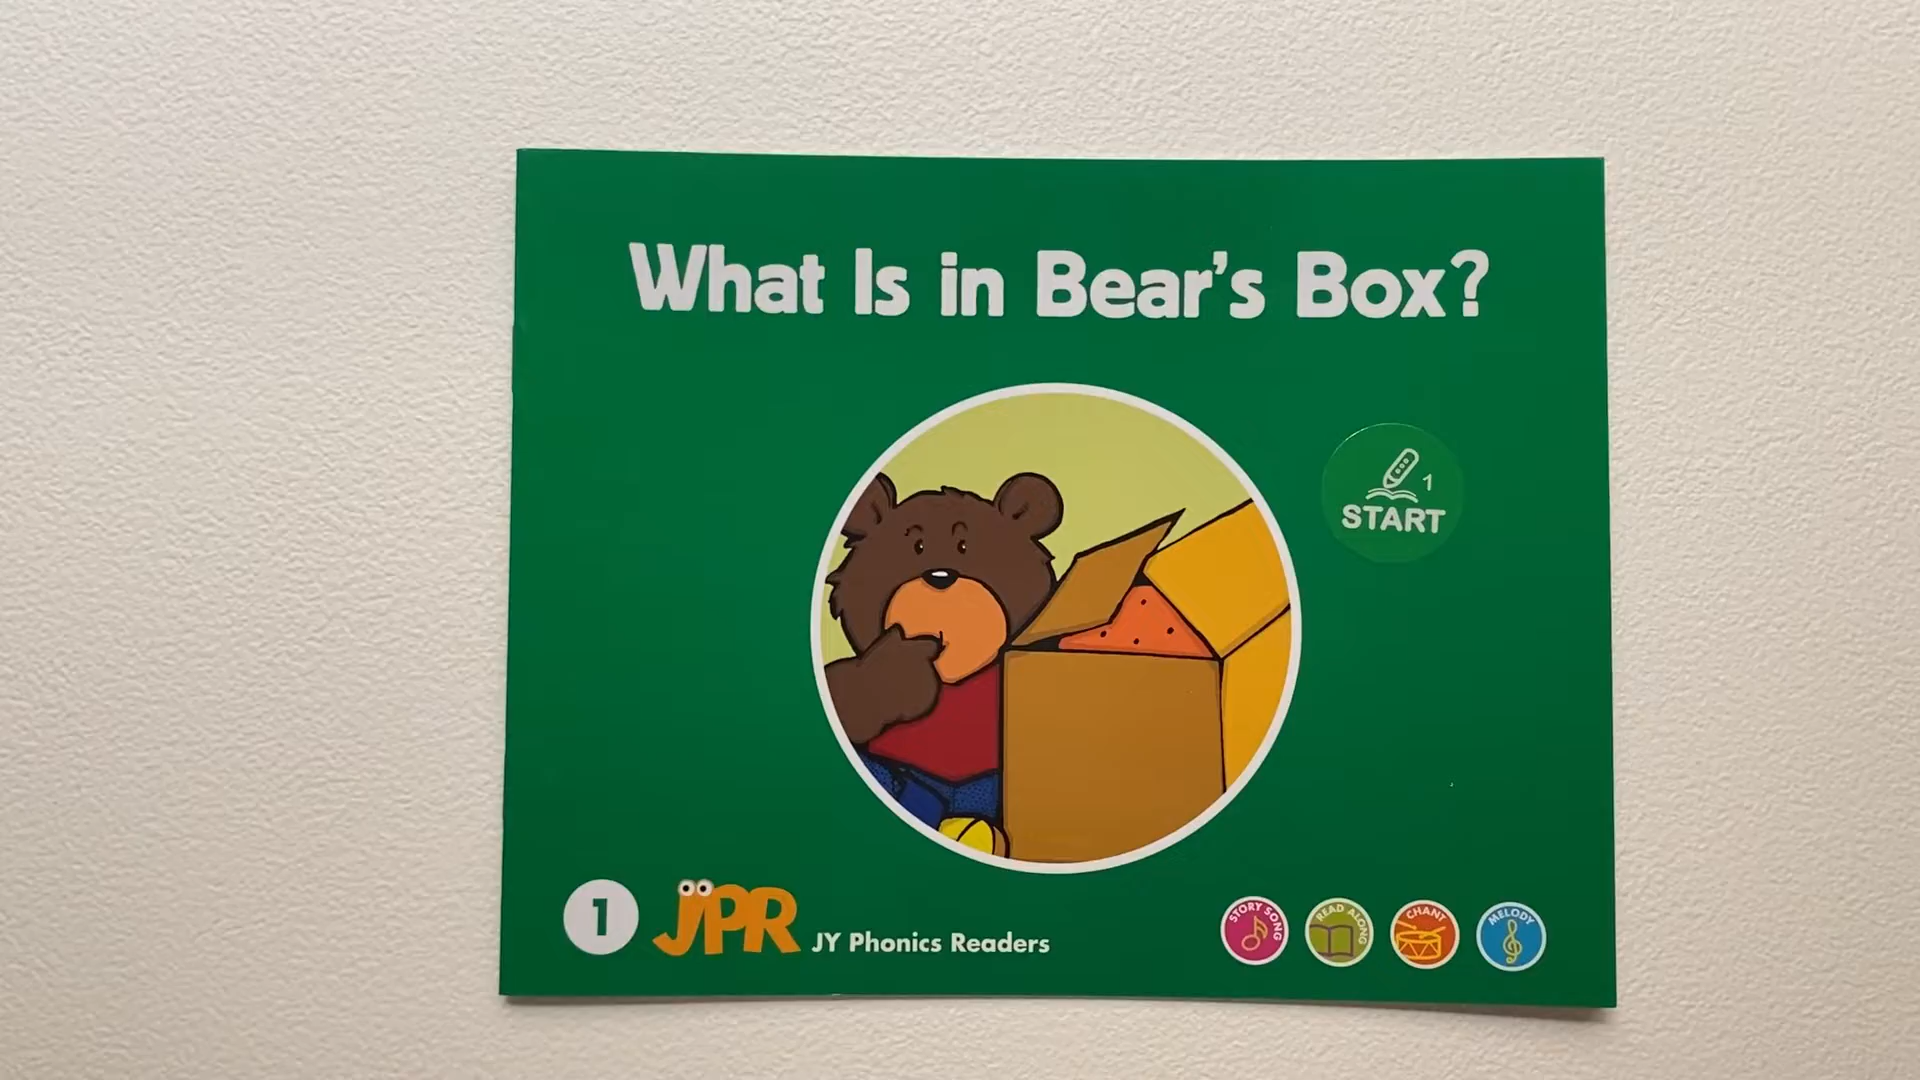 What Is in Bear's Box?
1
START
1
JPR
JY Phonics Readers
STORY SONG
READ ALONG
CHANT
MELODY